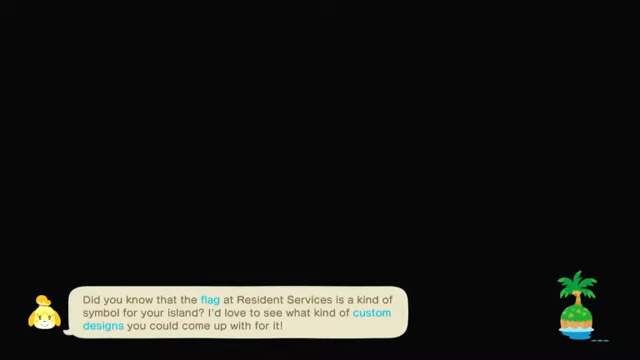 Did you know that the flag at Resident Services is a kind of
symbol for your island? I'd love to see what kind of custom
designs you could come up with for it!